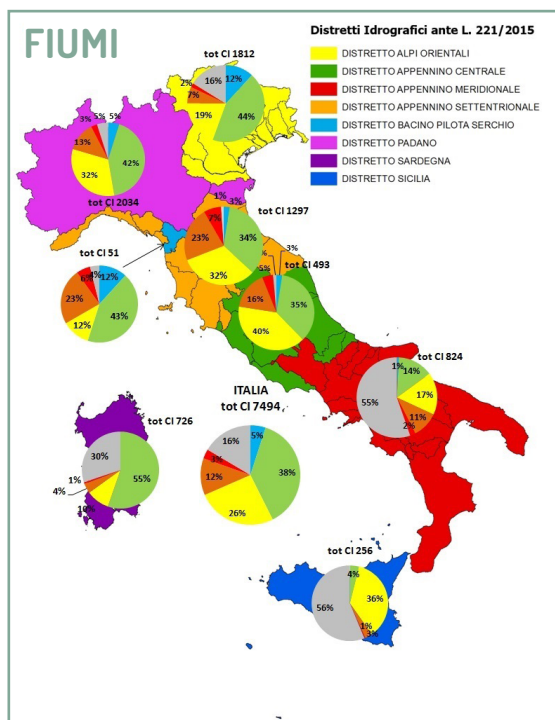 FIUMI
Distretti Idrografici ante L. 221/2015
DISTRETTO ALPI ORIENTALI
DISTRETTO APPENNINO CENTRALE
DISTRETTO APPENNINO MERIDIONALE
DISTRETTO APPENNINO SETTENTRIONALE
DISTRETTO BACINO PILOTA SERCHIO
DISTRETTO PADANO
DISTRETTO SARDEGNA
DISTRETTO SICILIA
tot CI 1812
2%
16%
12%
7%
19%
44%
3%
5%
5%
13%
42%
32%
tot CI 2034
1%
3%
7%
tot CI 1297
23%
34%
32%
tot CI 51
6%
4%
12%
23%
43%
12%
3%
5%
tot CI 493
16%
35%
40%
tot CI 824
1%
14%
17%
55%
11%
2%
ITALIA
tot CI 7494
16%
5%
3%
12%
38%
26%
tot CI 726
30%
1%
55%
4%
10%
tot CI 256
4%
36%
56%
1%
3%